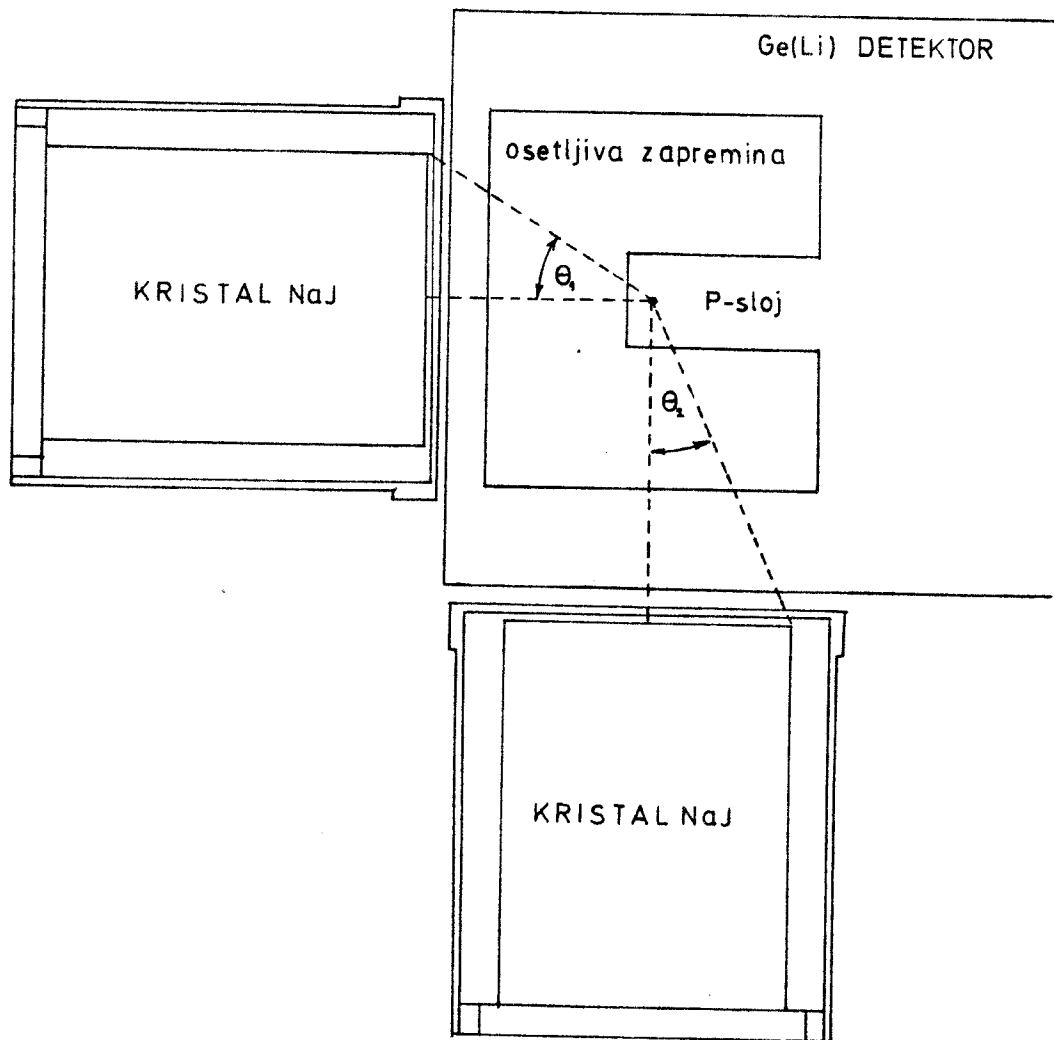 Ge(Li) DETEKTOR
osetljiva zapremina
KRISTAL NaJ
θ₁
P-sloj
θ₂
KRISTAL NaJ